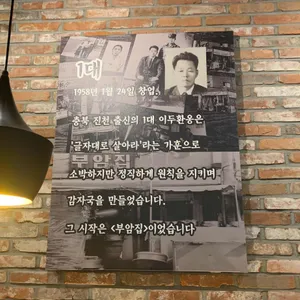 1대
1958년 1월 24일, 창업.
충북 진천 출신의 1대 이두환옹은
'글자대로 살아라'라는 가훈으로
부암집
소박하지만 정직하게 원칙을 지키며
감자국을 만들었습니다.
그 시작은 <부암집>이었습니다